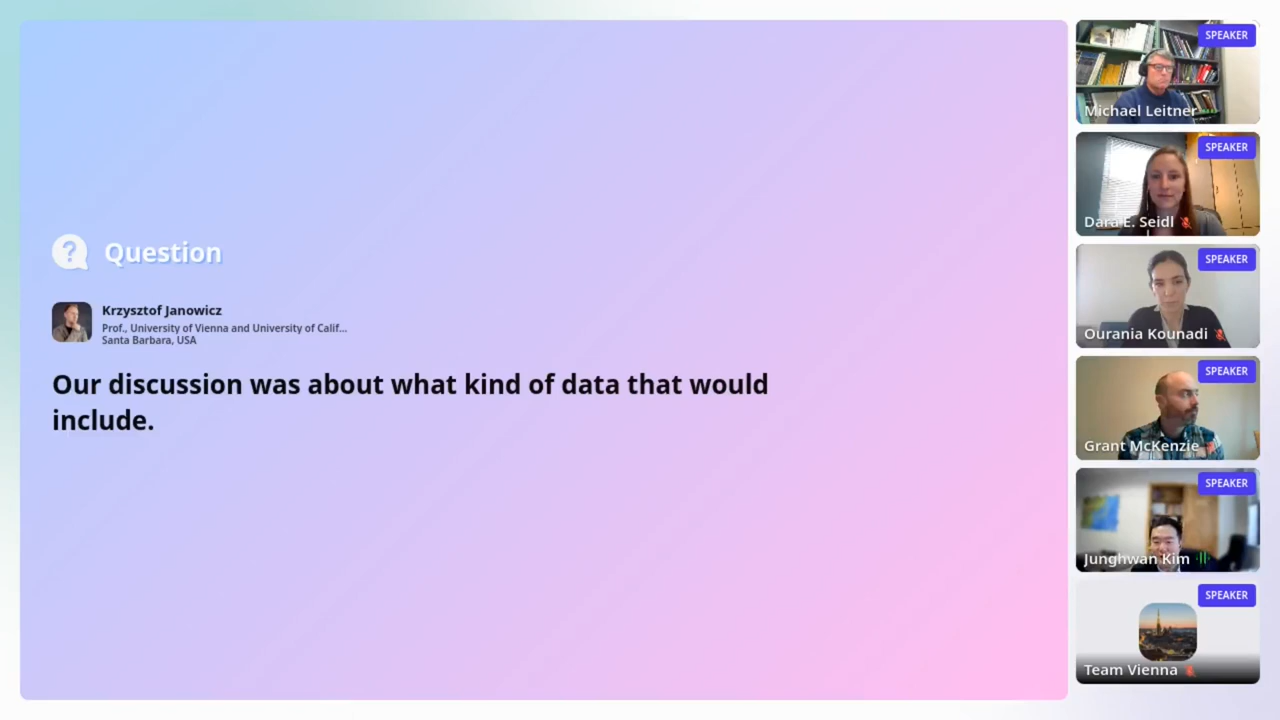 Question
Krzysztof Janowicz
Prof., University of Vienna and University of Calif...
Santa Barbara, USA
Our discussion was about what kind of data that would
include.
SPEAKER
Michael Leitner
SPEAKER
Dara E. Seidl
SPEAKER
Ourania Kounadi
SPEAKER
Grant McKenzie
SPEAKER
Junghwan Kim
SPEAKER
Team Vienna